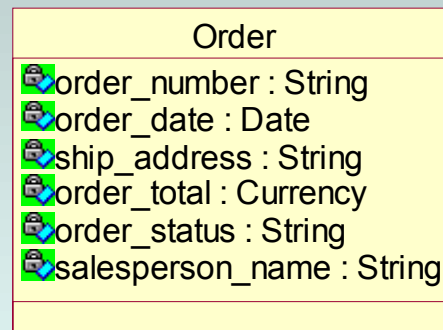 Order
order_number : String
order_date : Date
ship_address : String
order_total : Currency
order_status : String
salesperson_name : String